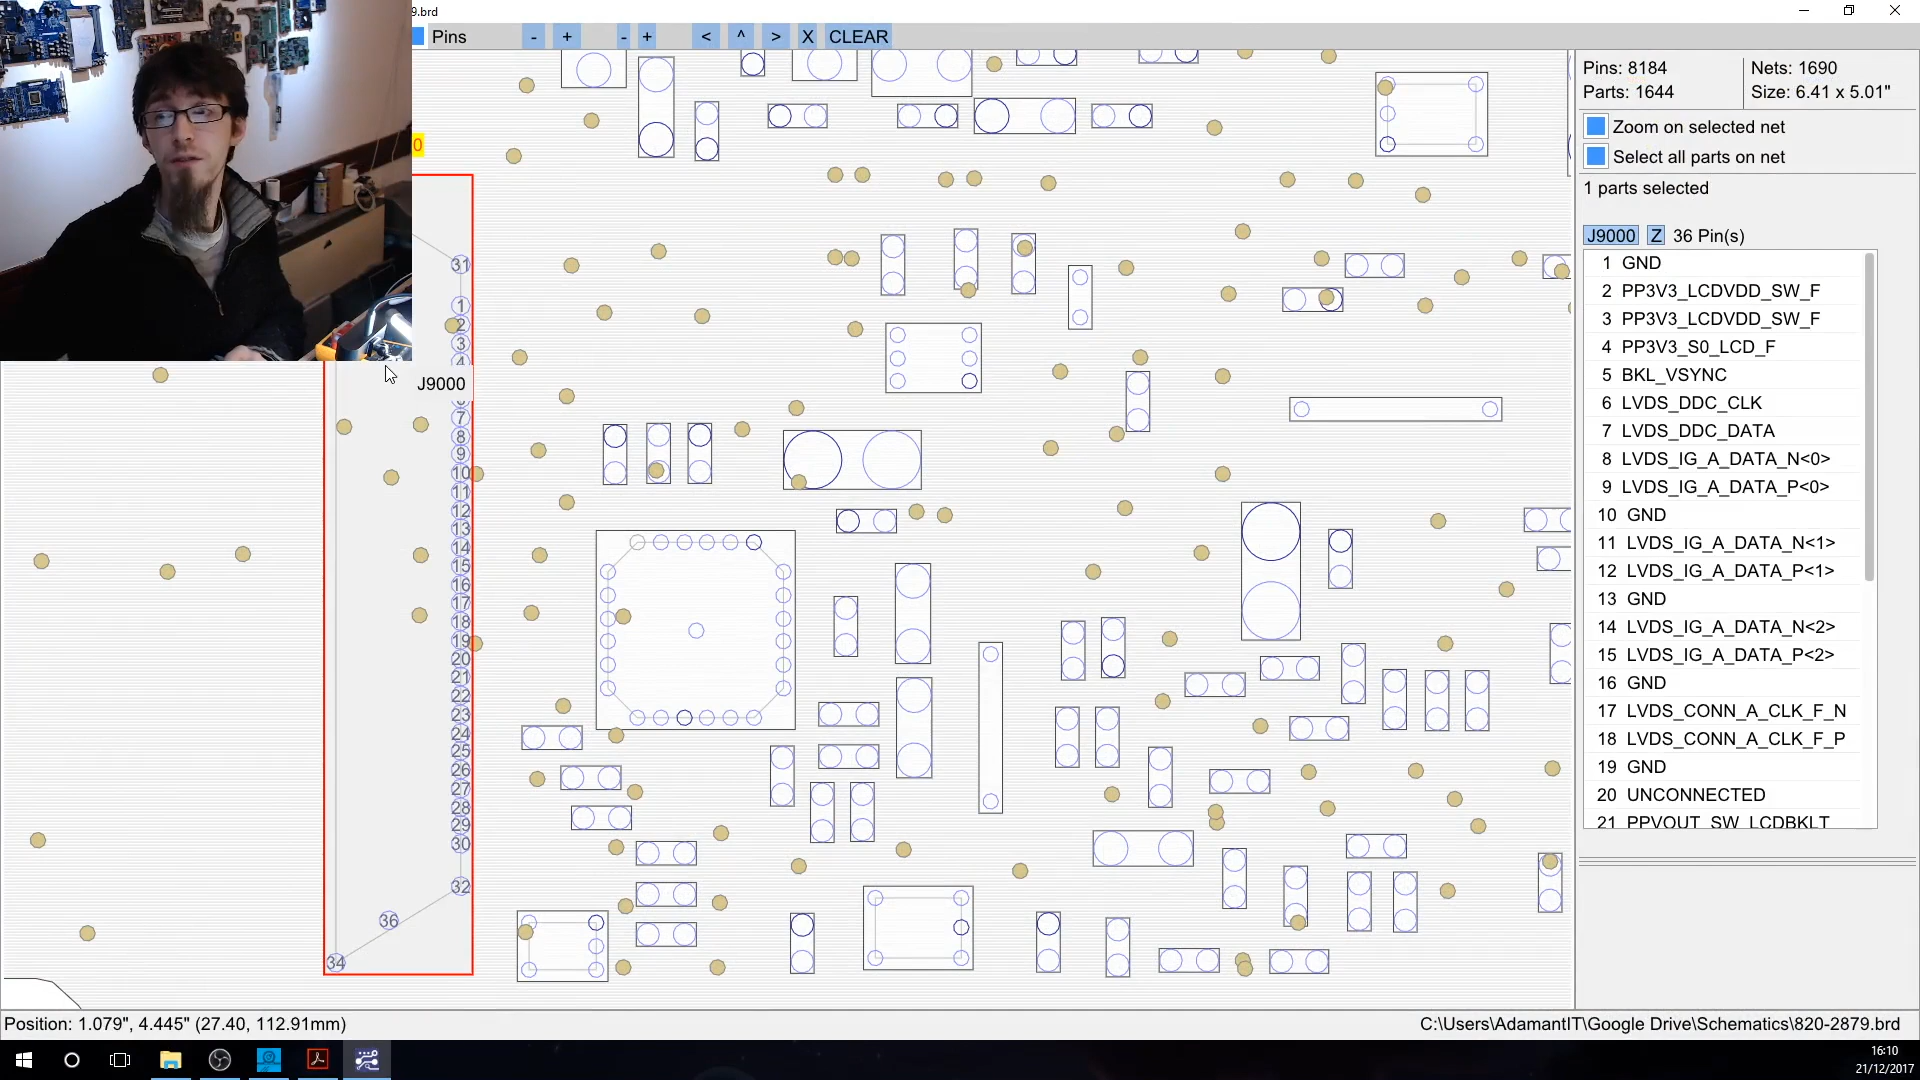 9.brd
Pins - + - + < ^ > X CLEAR
Pins: 8184
Parts: 1644
Nets: 1690
Size: 6.41 x 5.01"
Zoom on selected net
Select all parts on net
1 parts selected
J9000 Z 36 Pin(s)
1 GND
2 PP3V3_LCDVDD_SW_F
3 PP3V3_LCDVDD_SW_F
4 PP3V3_S0_LCD_F
5 BKL_VSYNC
6 LVDS_DDC_CLK
7 LVDS_DDC_DATA
8 LVDS_IG_A_DATA_N<0>
9 LVDS_IG_A_DATA_P<0>
10 GND
11 LVDS_IG_A_DATA_N<1>
12 LVDS_IG_A_DATA_P<1>
13 GND
14 LVDS_IG_A_DATA_N<2>
15 LVDS_IG_A_DATA_P<2>
16 GND
17 LVDS_CONN_A_CLK_F_N
18 LVDS_CONN_A_CLK_F_P
19 GND
20 UNCONNECTED
21 PPVOUT_SW_LCDBKLT
0
31
1
2
3
4
J9000
7
8
9
10
11
12
13
14
15
16
17
18
19
20
21
22
23
24
25
26
27
28
29
30
32
36
34
Position: 1.079", 4.445" (27.40, 112.91mm)
C:\Users\AdamantIT\Google Drive\Schematics\820-2879.brd
16:10
21/12/2017